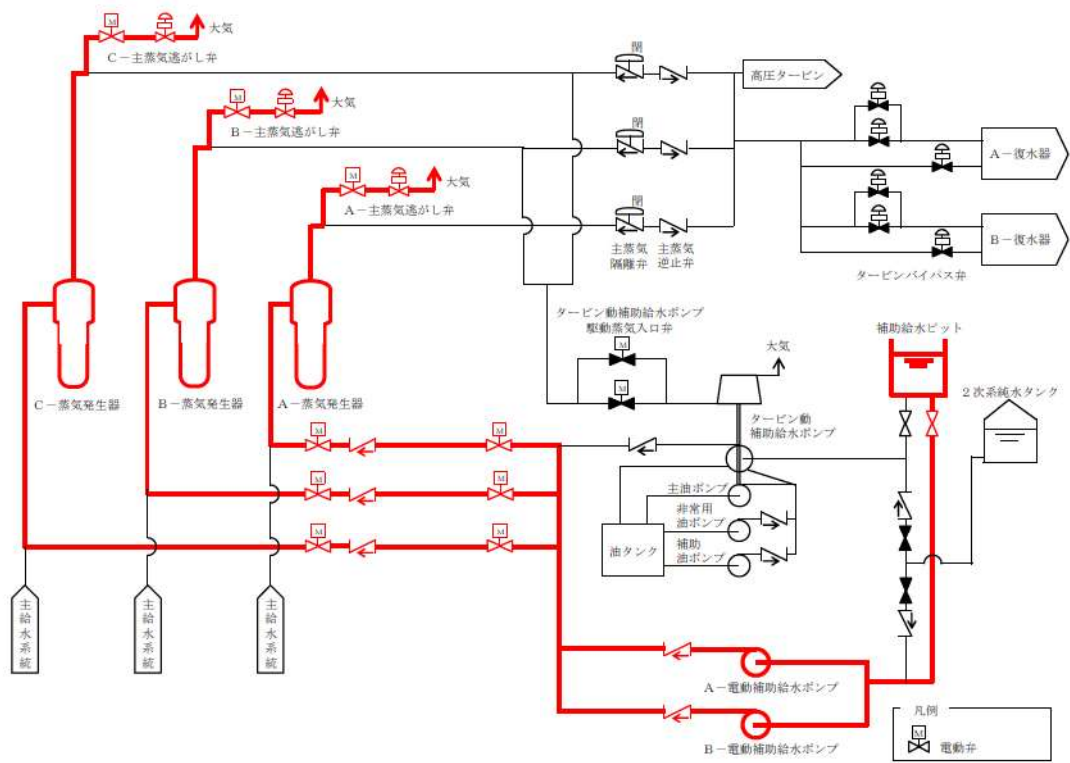 M
大気
C－主蒸気逃がし弁
M
大気
B－主蒸気逃がし弁
M
大気
A－主蒸気逃がし弁
閉
閉
閉
主蒸気
隔離弁
主蒸気
逆止弁
高圧タービン
A－復水器
B－復水器
タービンバイパス弁
タービン動補助給水ポンプ
駆動蒸気入口弁
M
M
大気
補助給水ピット
2次系純水タンク
C－蒸気発生器
B－蒸気発生器
A－蒸気発生器
タービン動
補助給水ポンプ
M
M
M
M
M
M
主油ポンプ
非常用
油ポンプ
補助
油ポンプ
油タンク
主給水系統
主給水系統
主給水系統
A－電動補助給水ポンプ
B－電動補助給水ポンプ
凡例
M
電動弁